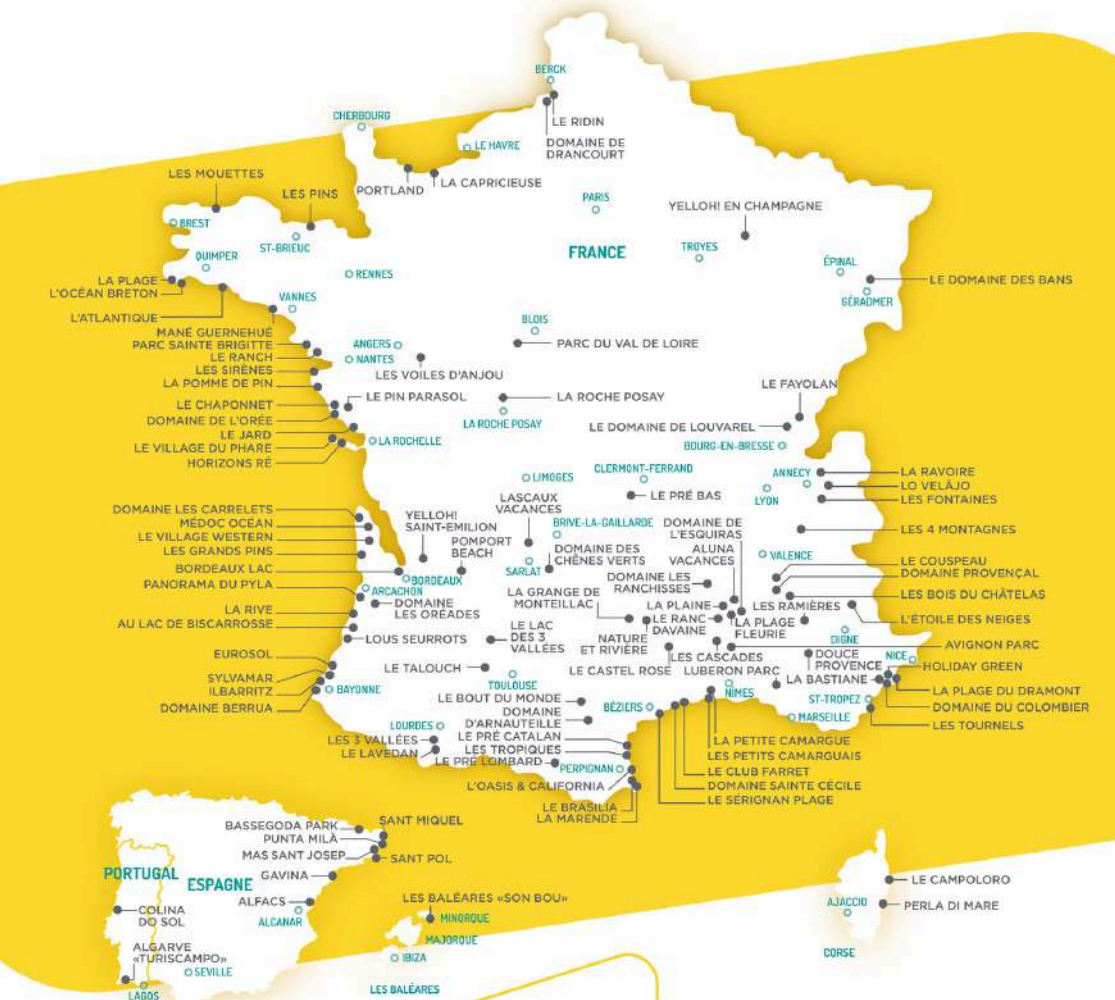 BERCK
LE RIDIN
DOMAINE DE
DRANCOURT
CHERBOURG
LE HAVRE
PORTLAND
LA CAPRICIEUSE
LES MOUETTES
LES PINS
BREST
ST-BRIEUC
QUIMPER
RENNES
PARIS
YELLOH! EN CHAMPAGNE
FRANCE
TROYES
ÉPINAL
LE DOMAINE DES BANS
GÉRADMER
LA PLAGE
L'OCÉAN BRETON
L'ATLANTIQUE
VANNES
MANÉ GUERNEHUÉ
PARC SAINTE BRIGITTE
LE RANCH
LES SIRÈNES
LA POMME DE PIN
ANGERS
NANTES
LES VOILES D'ANJOU
BLOIS
PARC DU VAL DE LOIRE
LE CHAPONNET
DOMAINE DE L'ORÉE
LE JARD
LE VILLAGE DU PHARE
HORIZONS RÉ
LE PIN PARASOL
LA ROCHE POSAY
LA ROCHE POSAY
LA ROCHELLE
LE FAYOLAN
LE DOMAINE DE LOUVAREL
BOURG-EN-BRESSE
LIMOGES
CLERMONT-FERRAND
LE PRÉ BAS
ANNECY
LYON
LA RAVOIRE
LO VELÀJO
LES FONTAINES
LES 4 MONTAGNES
DOMAINE LES CARRELETS
MÉDOC OCÉAN
LE VILLAGE WESTERN
LES GRANDS PINS
BORDEAUX LAC
PANORAMA DU PYLA
LA RIVE
AU LAC DE BISCARROSSE
YELLOH!
SAINT-EMILION
POMPORT
BEACH
LASCAUX
VACANCES
BRIVE-LA-GAILLARDE
SARLAT
DOMAINE DES
CHÊNES VERTS
DOMAINE DE
L'ESQUIRAS
ALUNA
VACANCES
VALENCE
LE COUSPEAU
DOMAINE PROVENÇAL
LES BOIS DU CHÂTELAS
L'ÉTOILE DES NEIGES
BORDEAUX
ARCACHON
DOMAINE
LES ORÉADES
LOUS SEURROTS
LA GRANGE DE
MONTEILLAC
DOMAINE LES
RANCHISSES
LA PLAINE
LE RANC
DAVAINE
LES RAMIÈRES
LA PLAGE
FLEURIE
NATURE
ET RIVIÈRE
LE CASTEL ROSE
LES CASCADES
LE LAC
DES 3
VALLÉES
LE TALOUCH
TOULOUSE
DIGNE
AVIGNON PARC
NICE
DOUCE
PROVENCE
HOLIDAY GREEN
LUBERON PARC
LA BASTIANE
LA PLAGE DU DRAMONT
DOMAINE DU COLOMBIER
LES TOURNELS
ST-TROPEZ
MARSEILLE
NIMES
EUROSOL
SYLVAMAR
ILBARRITZ
DOMAINE BERRUA
BAYONNE
LOURDES
LES 3 VALLÉES
LE LAVEDAN
LE BOUT DU MONDE
DOMAINE
D'ARNAUTEILLE
LE PRÉ CATALAN
LES TROPIQUES
LE PRÉ LOMBARD
PERPIGNAN
L'OASIS & CALIFORNIA
LE BRASILIA
LA MARENDE
BÉZIERS
LA PETITE CAMARGUE
LES PETITS CAMARGUAIS
LE CLUB FARRET
DOMAINE SAINTE CÉCILE
LE SÉRIGNAN PLAGE
BASSEGODA PARK
PUNTA MILÀ
MAS SANT JOSEP
SANT MIQUEL
SANT POL
PORTUGAL
ESPAGNE
GAVINA
ALFACS
ALCANAR
COLINA
DO SOL
ALGARVE
«TURISCAMPO»
SEVILLE
LAGOS
LES BALÉARES «SON BOU»
MINORQUE
MAJORQUE
IBIZA
LES BALÉARES
LE CAMPOLORO
PERLA DI MARE
AJACCIO
CORSE